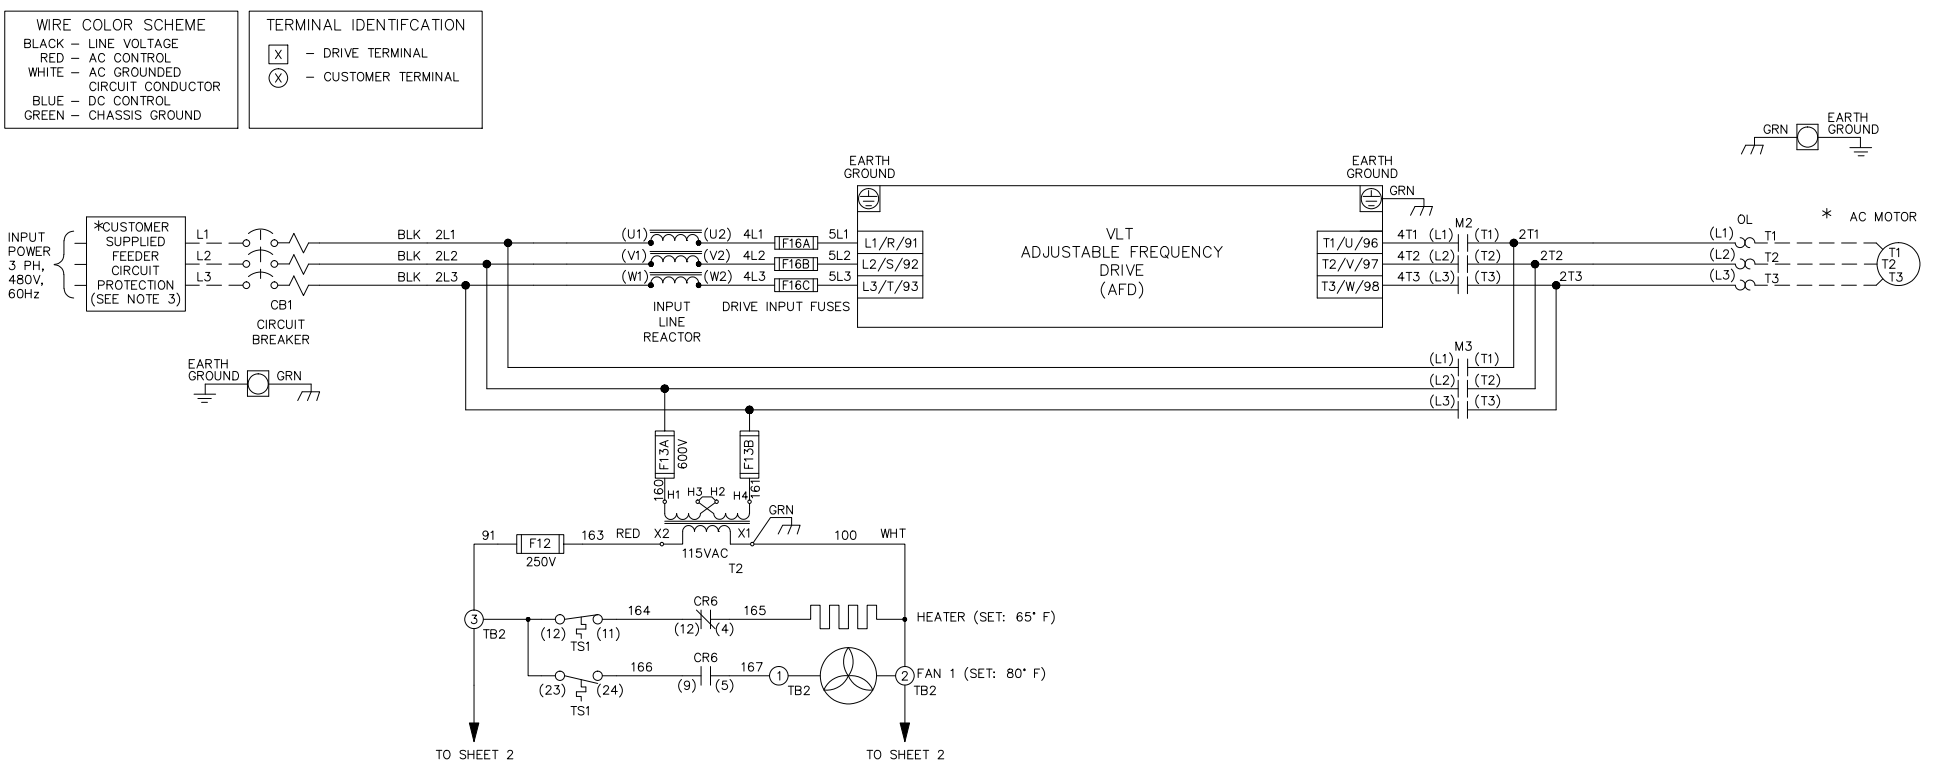 WIRE COLOR SCHEME
BLACK – LINE VOLTAGE
RED – AC CONTROL
WHITE – AC GROUNDED
CIRCUIT CONDUCTOR
BLUE – DC CONTROL
GREEN – CHASSIS GROUND
TERMINAL IDENTIFCATION
X – DRIVE TERMINAL
X – CUSTOMER TERMINAL
GRN
EARTH
GROUND
INPUT
POWER
3 PH,
480V,
60Hz
*CUSTOMER
SUPPLIED
FEEDER
CIRCUIT
PROTECTION
(SEE NOTE 3)
L1
L2
L3
CB1
CIRCUIT
BREAKER
BLK 2L1
BLK 2L2
BLK 2L3
(U1) (U2) 4L1 F16A 5L1
(V1) (V2) 4L2 F16B 5L2
(W1) (W2) 4L3 F16C 5L3
INPUT
LINE
REACTOR
DRIVE INPUT FUSES
EARTH
GROUND
L1/R/91
L2/S/92
L3/T/93
VLT
ADJUSTABLE FREQUENCY
DRIVE
(AFD)
EARTH
GROUND
GRN
T1/U/96
T2/V/97
T3/W/98
M2
4T1 (L1) (T1) 2T1
4T2 (L2) (T2) 2T2
4T3 (L3) (T3) 2T3
OL
(L1) T1
(L2) T2
(L3) T3
* AC MOTOR
T1
T2
T3
M3
(L1) (T1)
(L2) (T2)
(L3) (T3)
EARTH
GROUND
GRN
F13A
600V
F13B
160
161
H1 H3 H2 H4
GRN
91 F12 163 RED X2 X1 100 WHT
250V
115VAC
T2
3
TB2
(12) (11)
TS1
164
CR6
(12) (4)
165
HEATER (SET: 65° F)
(23) (24)
TS1
166
CR6
(9) (5)
167
1
TB2
2
TB2
FAN 1 (SET: 80° F)
TO SHEET 2
TO SHEET 2